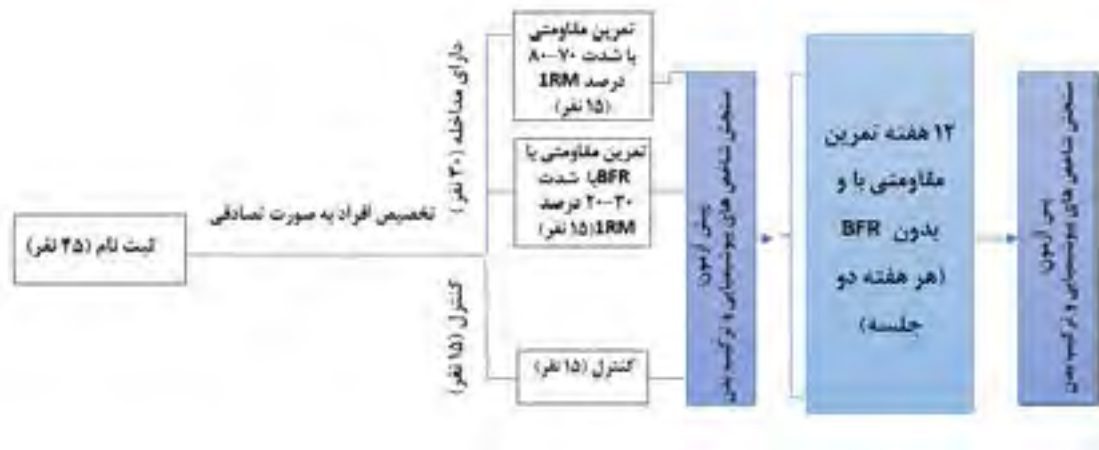 ثبت نام (۴۵ نفر)
تخصیص افراد به صورت تصادفی
دارای مداخله (۳۰ نفر)
کنترل (۱۵ نفر)
تمرین مقاومتی
با شدت ۷۰-۸۰
درصد 1RM
(۱۵ نفر)
تمرین مقاومتی با
BFRبا شدت
۲۰-۳۰ درصد
1RM(۱۵ نفر)
کنترل (۱۵ نفر)
سنجش شاخص های بیوشیمیایی و ترکیب بدن
پیش آزمون
۱۲ هفته تمرین
مقاومتی با و
بدون BFR
(هر هفته دو
جلسه)
سنجش شاخص های بیوشیمیایی و ترکیب بدن
پس آزمون